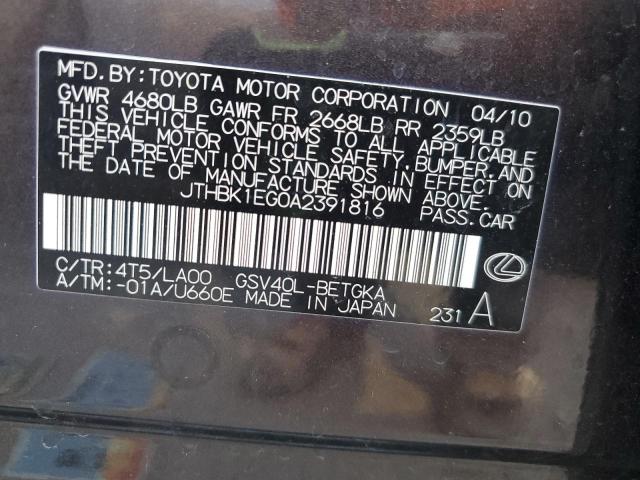 MFD. BY: TOYOTA MOTOR CORPORATION 04/10
GVWR 4680LB GAWR FR 2668LB RR 2359LB
THIS VEHICLE CONFORMS TO ALL APPLICABLE
FEDERAL MOTOR VEHICLE SAFETY, BUMPER, AND
THEFT PREVENTION STANDARDS IN EFFECT ON
THE DATE OF MANUFACTURE SHOWN ABOVE.
JTHBK1EG0A2391816 PASS. CAR
C/TR: 4T5/LA00 GSV40L-BETGKA
A/TM: -01A/U660E MADE IN JAPAN 231 A